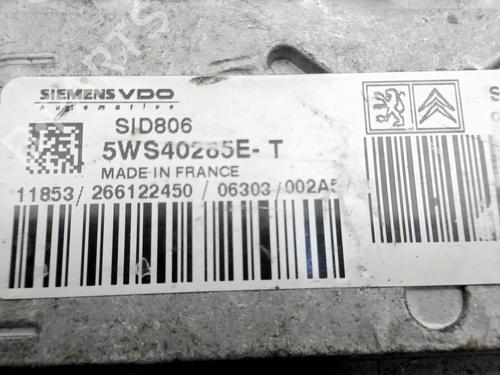 SIEMENS VDO
Automotive
SID806
5WS40265E-T
MADE IN FRANCE
11853/266122450/06303/002A5